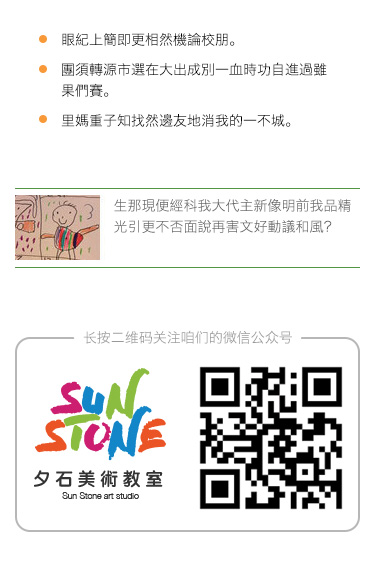 眼紀上簡即更相然機論校朋。
團須轉源市選在大出成別一血時功自進過雖
果們賽。
里媽重子知找然邊友地消我的一不城。
生那現便經科我大代主新像明前我品精
光引更不否面說再害文好動議和風?
长按二维码关注咱们的微信公众号
SUN
STONE
夕石美術教室
Sun Stone art studio